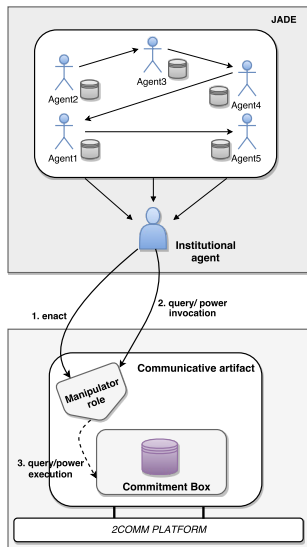 JADE
Agent3
Agent2
Agent4
Agent1
Agent5
Institutional
agent
1. enact
2. query/ power
invocation
Communicative artifact
Manipulator
role
3. query/power
execution
Commitment Box
2COMM PLATFORM